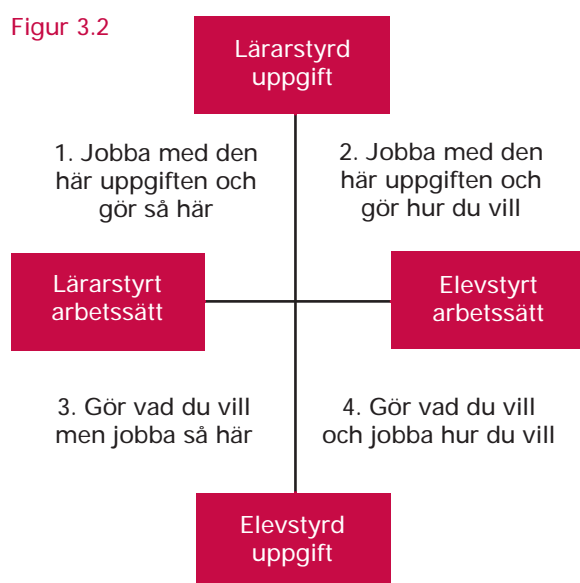 Figur 3.2
Lärarstyrd
uppgift
1. Jobba med den
här uppgiften och
gör så här
2. Jobba med den
här uppgiften och
gör hur du vill
Lärarstyrt
arbetssätt
Elevstyrt
arbetssätt
3. Gör vad du vill
men jobba så här
4. Gör vad du vill
och jobba hur du vill
Elevstyrd
uppgift